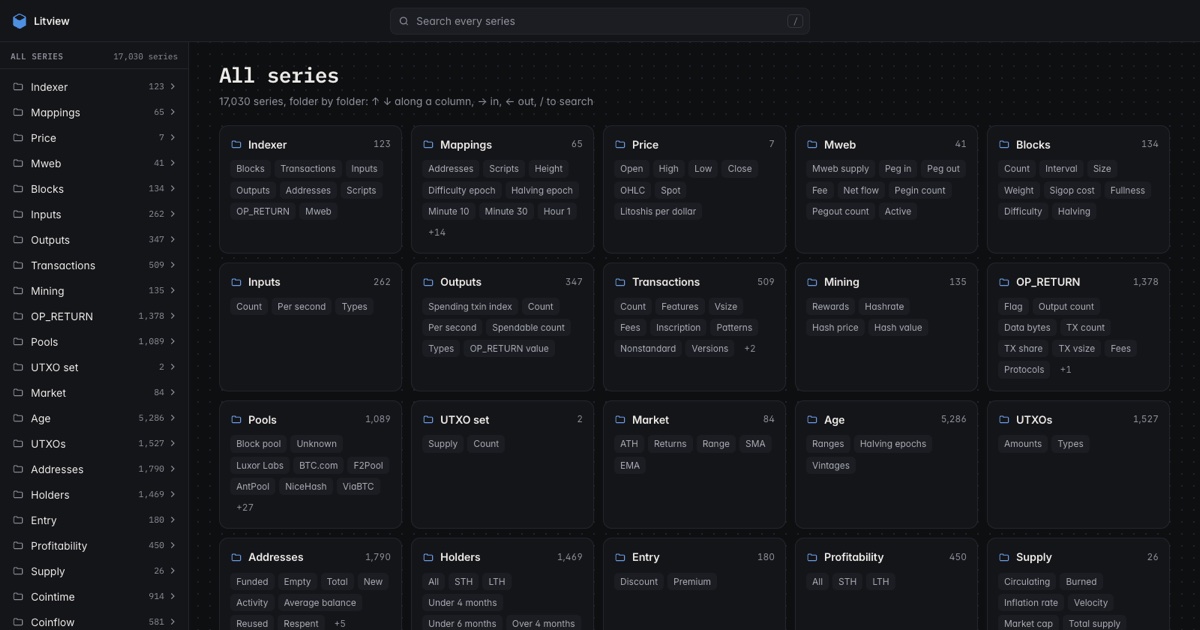 Litview
Search every series
/
ALL SERIES 17,030 series
Indexer 123
Mappings 65
Price 7
Mweb 41
Blocks 134
Inputs 262
Outputs 347
Transactions 509
Mining 135
OP_RETURN 1,378
Pools 1,089
UTXO set 2
Market 84
Age 5,286
UTXOs 1,527
Addresses 1,790
Holders 1,469
Entry 180
Profitability 450
Supply 26
Cointime 914
Coinflow 581
All series
17,030 series, folder by folder: ↑ ↓ along a column, → in, ← out, / to search
Indexer 123
Blocks Transactions Inputs
Outputs Addresses Scripts
OP_RETURN Mweb
Mappings 65
Addresses Scripts Height
Difficulty epoch Halving epoch
Minute 10 Minute 30 Hour 1
+14
Price 7
Open High Low Close
OHLC Spot
Litoshis per dollar
Mweb 41
Mweb supply Peg in Peg out
Fee Net flow Pegin count
Pegout count Active
Blocks 134
Count Interval Size
Weight Sigop cost Fullness
Difficulty Halving
Inputs 262
Count Per second Types
Outputs 347
Spending txin index Count
Per second Spendable count
Types OP_RETURN value
Transactions 509
Count Features Vsize
Fees Inscription Patterns
Nonstandard Versions +2
Mining 135
Rewards Hashrate
Hash price Hash value
OP_RETURN 1,378
Flag Output count
Data bytes TX count
TX share TX vsize Fees
Protocols +1
Pools 1,089
Block pool Unknown
Luxor Labs BTC.com F2Pool
AntPool NiceHash ViaBTC
+27
UTXO set 2
Supply Count
Market 84
ATH Returns Range SMA
EMA
Age 5,286
Ranges Halving epochs
Vintages
UTXOs 1,527
Amounts Types
Addresses 1,790
Funded Empty Total New
Activity Average balance
Reused Respent +5
Holders 1,469
All STH LTH
Under 4 months
Under 6 months Over 4 months
Entry 180
Discount Premium
Profitability 450
All STH LTH
Supply 26
Circulating Burned
Inflation rate Velocity
Market cap Total supply